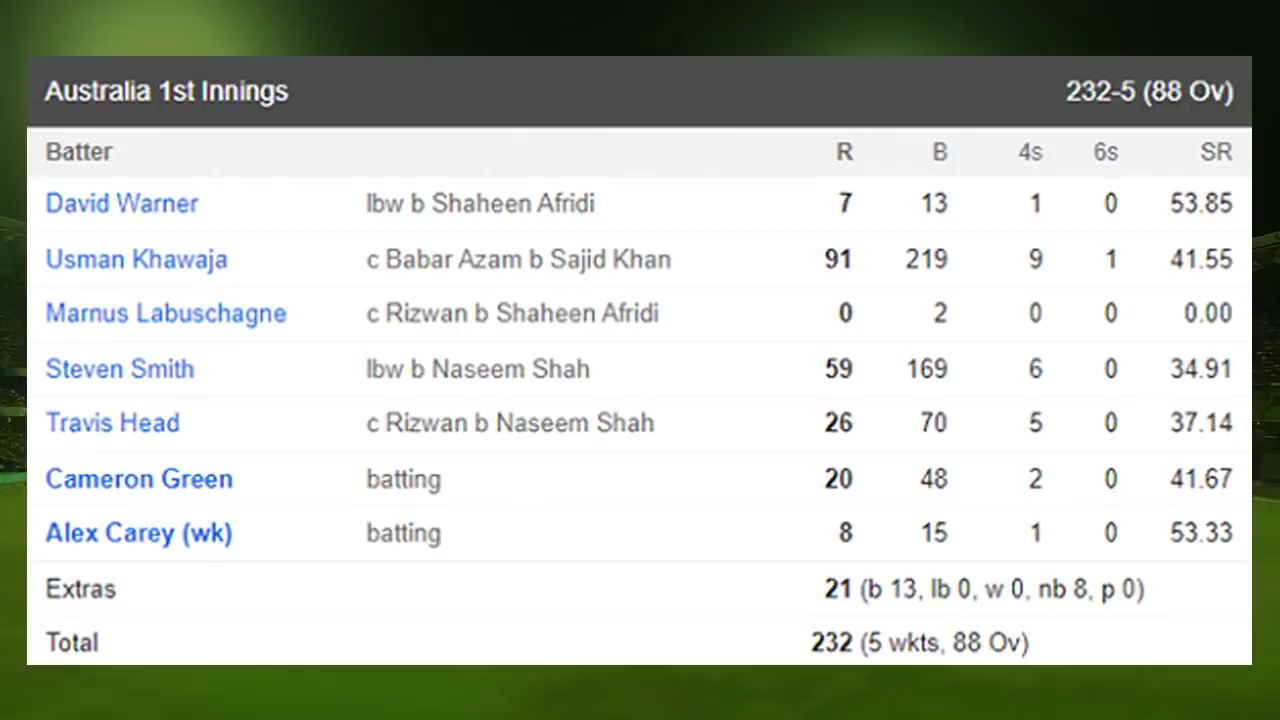 Australia 1st Innings 232-5 (88 Ov)
Batter R B 4s 6s SR
David Warner lbw b Shaheen Afridi 7 13 1 0 53.85
Usman Khawaja c Babar Azam b Sajid Khan 91 219 9 1 41.55
Marnus Labuschagne c Rizwan b Shaheen Afridi 0 2 0 0 0.00
Steven Smith lbw b Naseem Shah 59 169 6 0 34.91
Travis Head c Rizwan b Naseem Shah 26 70 5 0 37.14
Cameron Green batting 20 48 2 0 41.67
Alex Carey (wk) batting 8 15 1 0 53.33
Extras 21 (b 13, lb 0, w 0, nb 8, p 0)
Total 232 (5 wkts, 88 Ov)